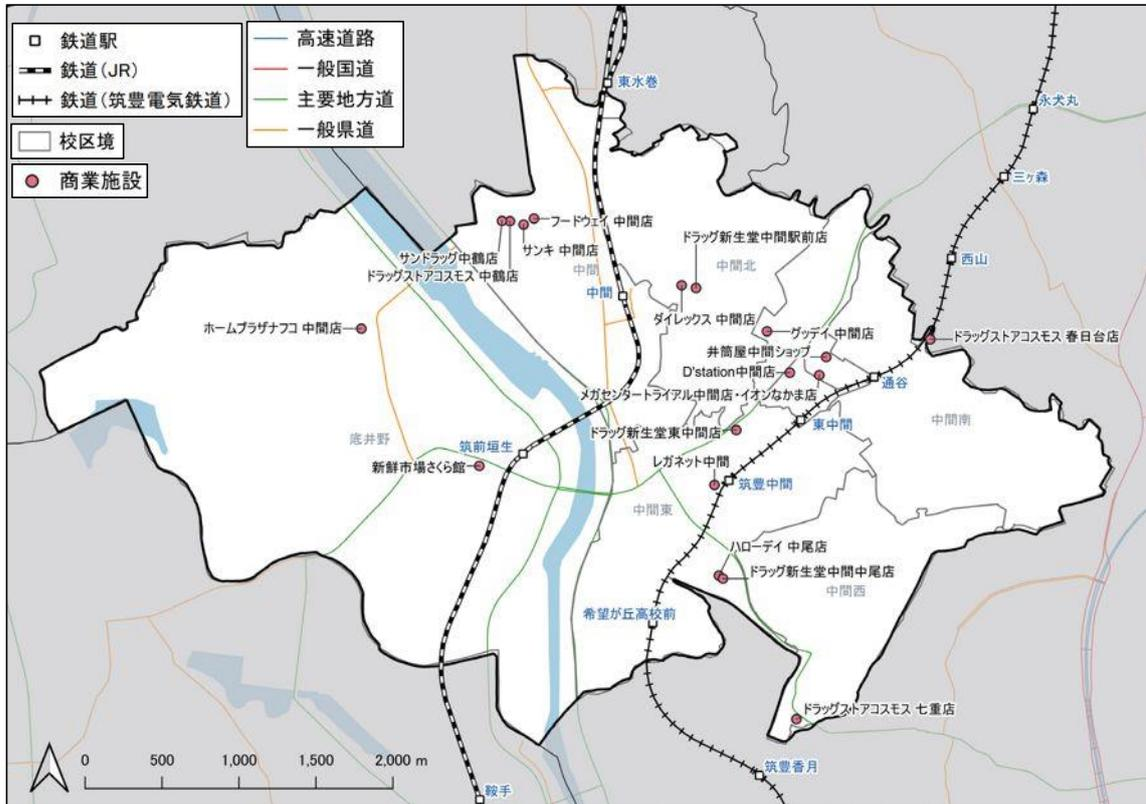 鉄道駅
鉄道(JR)
鉄道(筑豊電気鉄道)
校区境
商業施設
高速道路
一般国道
主要地方道
一般県道
東水巻
永犬丸
三ヶ森
フードウェイ 中間店
サンキ 中間店
ドラッグ新生堂中間駅前店
サンドラッグ中鶴店
西山
ドラッグストアコスモス 中鶴店
中間
中間北
中間
ダイレックス 中間店
ホームプラザナフコ 中間店
グッデイ 中間店
ドラッグストアコスモス 春日台店
井筒屋中間ショップ
D'station中間店
通谷
メガセンタートライアル中間店・イオンなかま店
東中間
中間南
ドラッグ新生堂東中間店
底井野
筑前垣生
新鮮市場さくら館
レガネット中間
筑豊中間
中間東
ハローデイ 中尾店
ドラッグ新生堂中間中尾店
中間西
希望が丘高校前
ドラッグストアコスモス 七重店
0 500 1,000 1,500 2,000 m
筑豊香月
鞍手